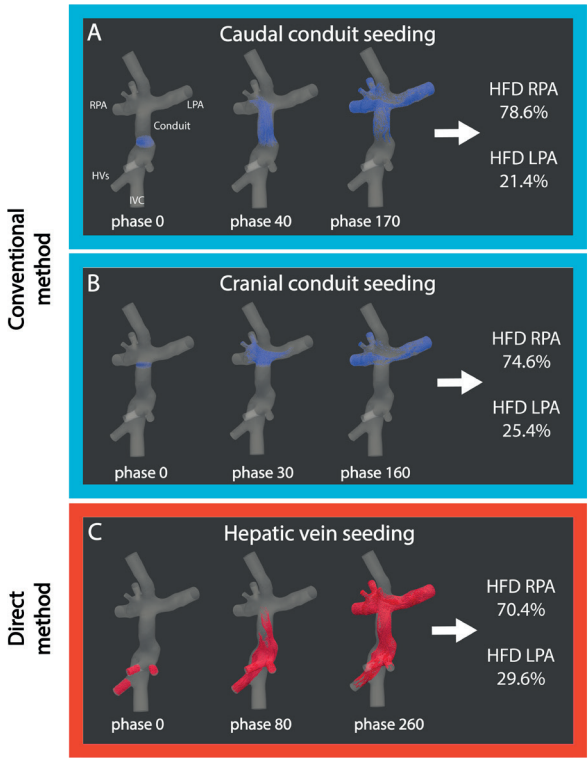 Conventional
method
A
Caudal conduit seeding
RPA
LPA
Conduit
HVs
IVC
phase 0
phase 40
phase 170
HFD RPA
78.6%
HFD LPA
21.4%
B
Cranial conduit seeding
phase 0
phase 30
phase 160
HFD RPA
74.6%
HFD LPA
25.4%
Direct
method
C
Hepatic vein seeding
phase 0
phase 80
phase 260
HFD RPA
70.4%
HFD LPA
29.6%